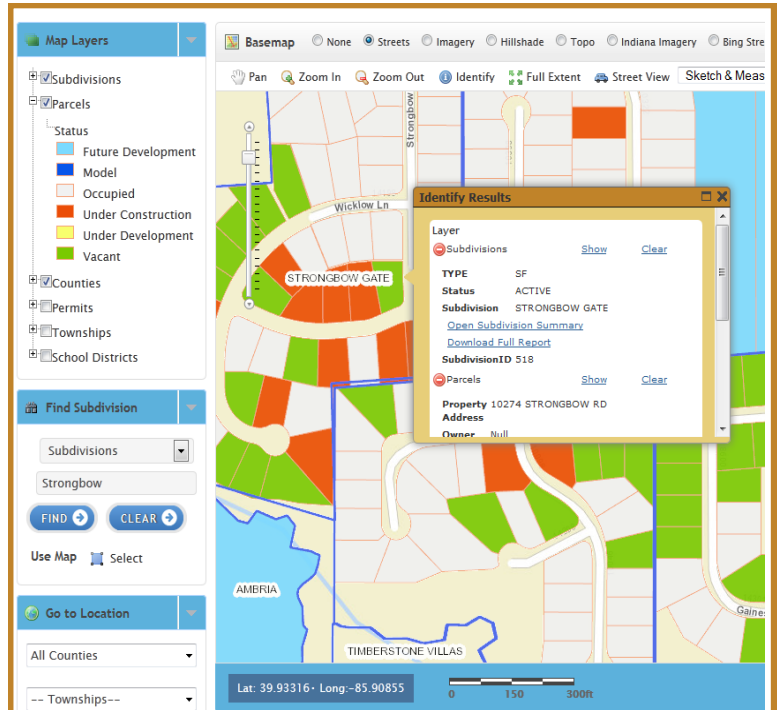 Map Layers
Subdivisions
Parcels
Status
Future Development
Model
Occupied
Under Construction
Under Development
Vacant
Counties
Permits
Townships
School Districts
Find Subdivision
Subdivisions
Strongbow
FIND
CLEAR
Use Map Select
Go to Location
All Counties
-- Townships--
Basemap None Streets Imagery Hillshade Topo Indiana Imagery Bing Stre
Pan Zoom In Zoom Out Identify Full Extent Street View Sketch & Meas
Strongbow
Wicklow Ln
STRONGBOW GATE
Identify Results
Layer
Subdivisions Show Clear
TYPE SF
Status ACTIVE
Subdivision STRONGBOW GATE
Open Subdivision Summary
Download Full Report
SubdivisionID 518
Parcels Show Clear
Property 10274 STRONGBOW RD
Address
Owner Null
AMBRIA
TIMBERSTONE VILLAS
Gaines
Lat: 39.93316 · Long:-85.90855
0 150 300ft